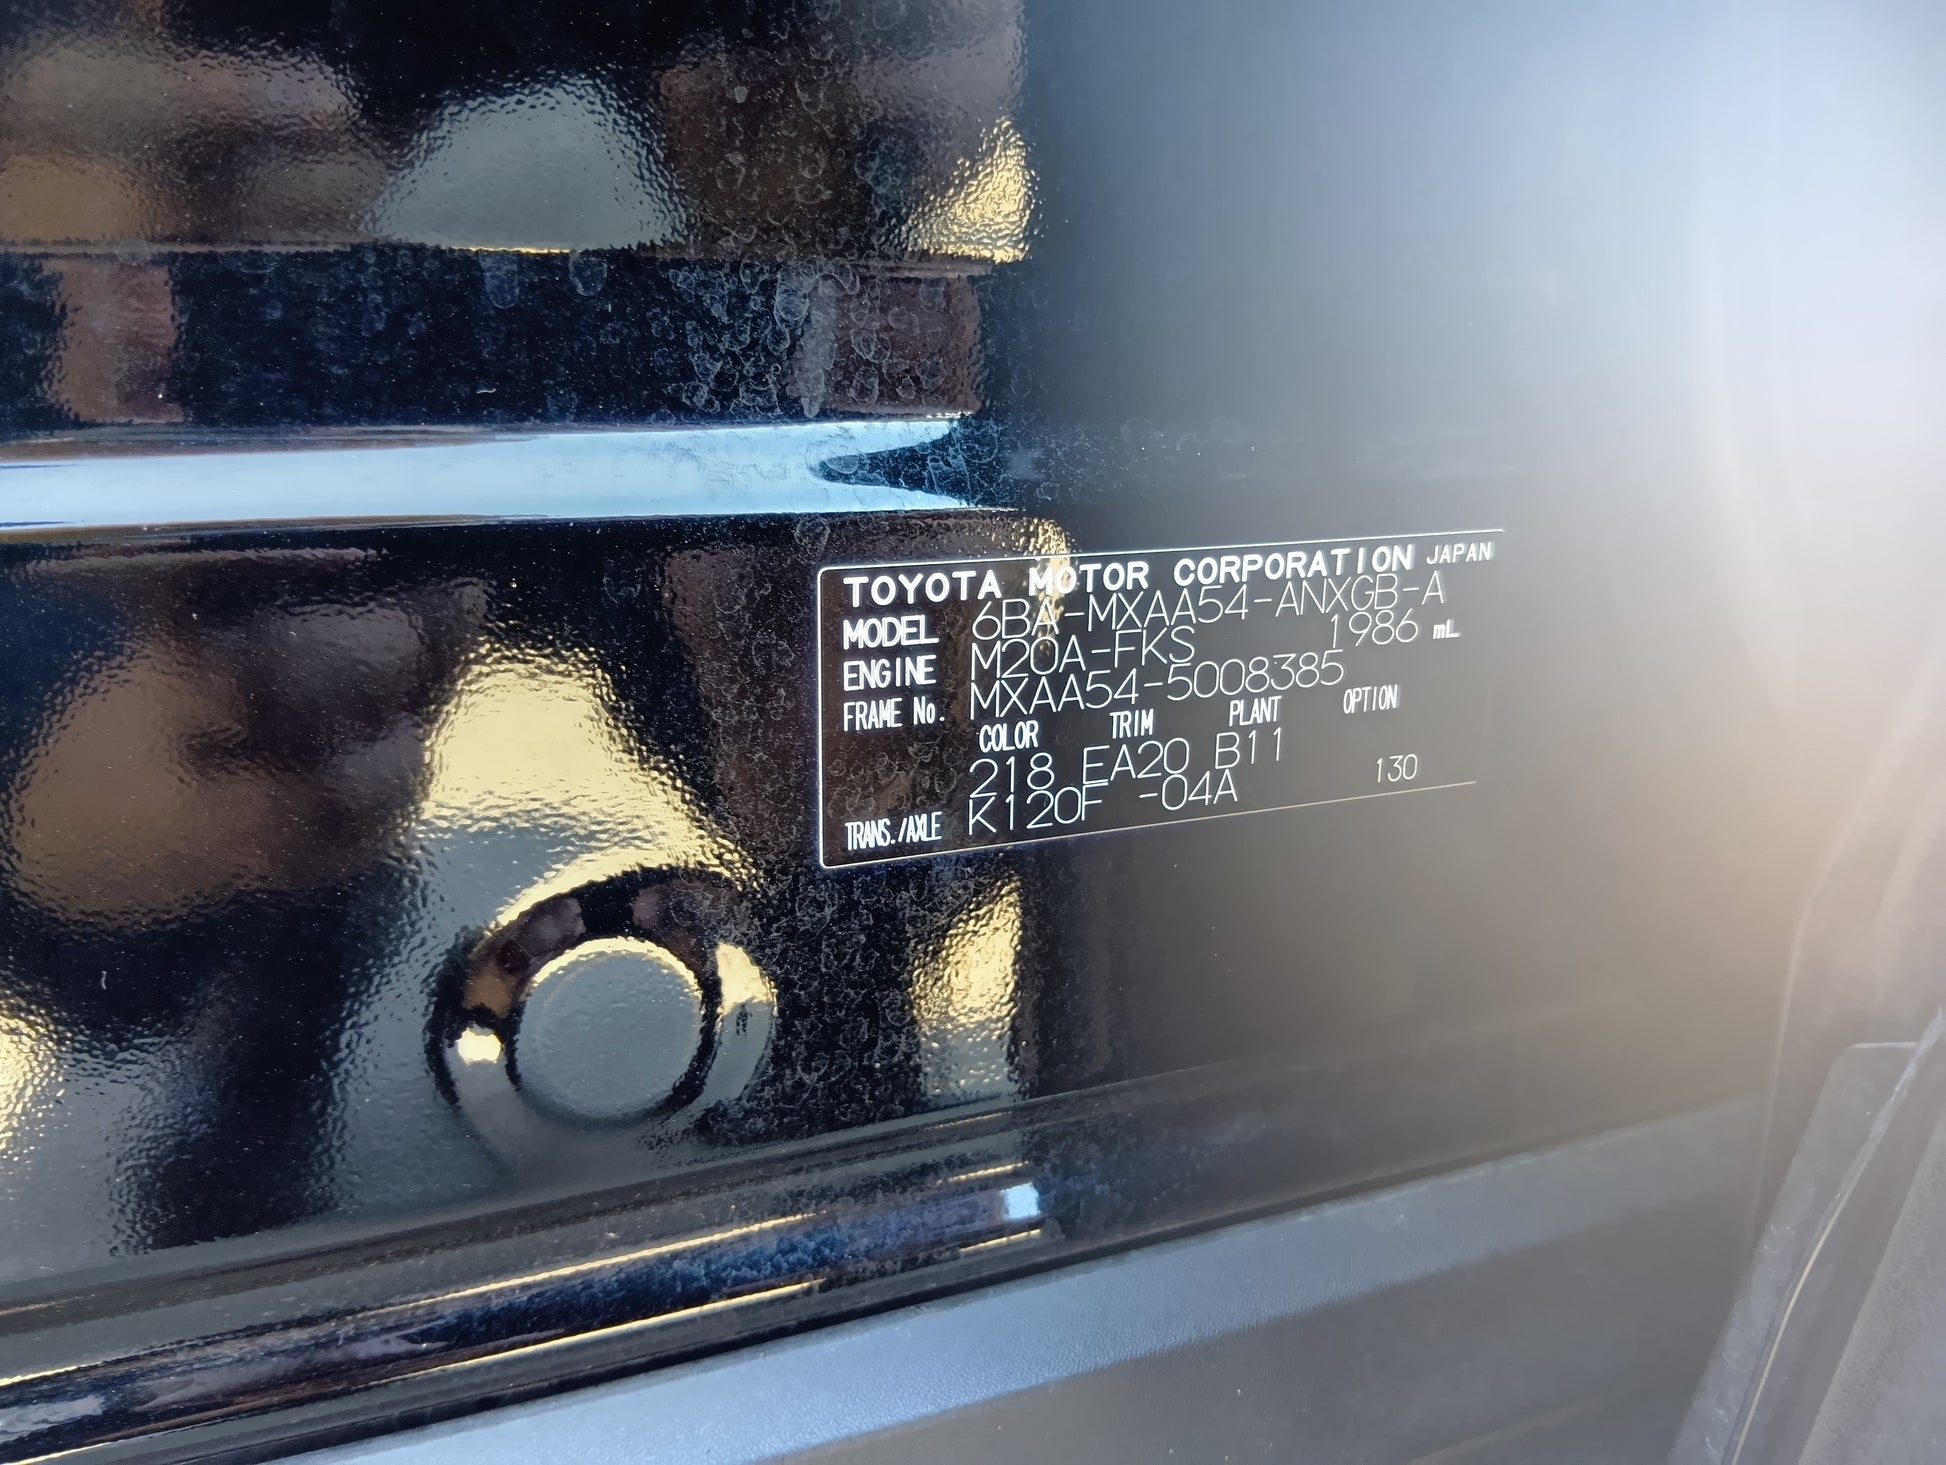 TOYOTA MOTOR CORPORATION JAPAN
MODEL 6BA-MXAA54-ANXGB-A
ENGINE M20A-FKS 1986 mL
FRAME No. MXAA54-5008385
COLOR TRIM PLANT OPTION
218 EA20 B11
TRANS./AXLE K120F -04A 130